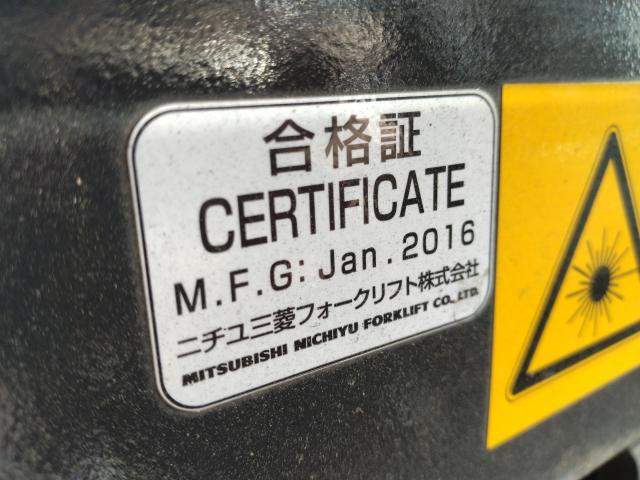 合格証
CERTIFICATE
M.F.G: Jan. 2016
ニチユ三菱フォークリフト株式会社
MITSUBISHI NICHIYU FORKLIFT CO., LTD.